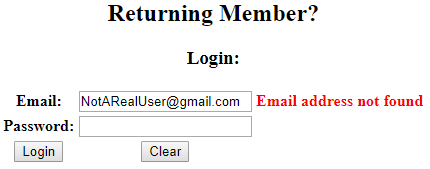 Returning Member?
Login:
Email: NotARealUser@gmail.com Email address not found
Password:
Login Clear